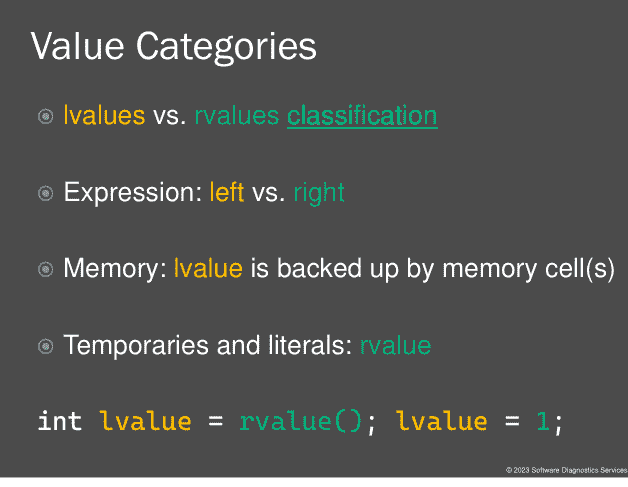 Value Categories
lvalues vs. rvalues classification
Expression: left vs. right
Memory: lvalue is backed up by memory cell(s)
Temporaries and literals: rvalue
int lvalue = rvalue(); lvalue = 1;
© 2023 Software Diagnostics Services